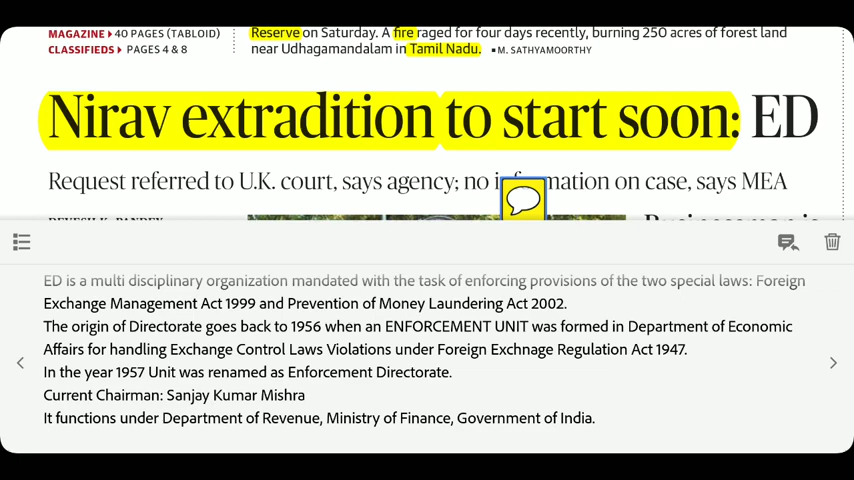 MAGAZINE 40 PAGES (TABLOID)
CLASSIFIEDS PAGES 4 & 8
Reserve on Saturday. A fire raged for four days recently, burning 250 acres of forest land
near Udhagamandalam in Tamil Nadu. ▪ M. SATHYAMOORTHY
Nirav extradition to start soon: ED
Request referred to U.K. court, says agency; no information on case, says MEA
ED is a multi disciplinary organization mandated with the task of enforcing provisions of the two special laws: Foreign
Exchange Management Act 1999 and Prevention of Money Laundering Act 2002.
The origin of Directorate goes back to 1956 when an ENFORCEMENT UNIT was formed in Department of Economic
Affairs for handling Exchange Control Laws Violations under Foreign Exchnage Regulation Act 1947.
In the year 1957 Unit was renamed as Enforcement Directorate.
Current Chairman: Sanjay Kumar Mishra
It functions under Department of Revenue, Ministry of Finance, Government of India.